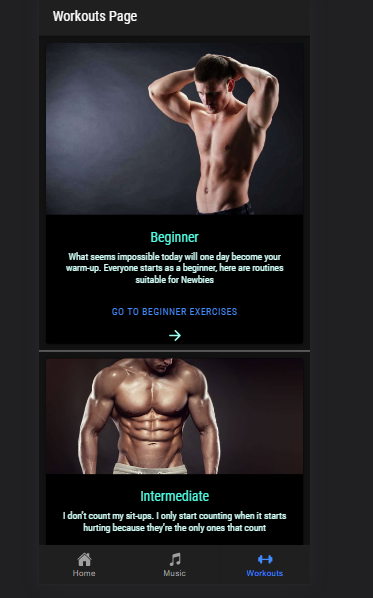 Workouts Page
Beginner
What seems impossible today will one day become your
warm-up. Everyone starts as a beginner, here are routines
suitable for Newbies
GO TO BEGINNER EXERCISES
Intermediate
I don't count my sit-ups. I only start counting when it starts
hurting because they're the only ones that count
Home
Music
Workouts